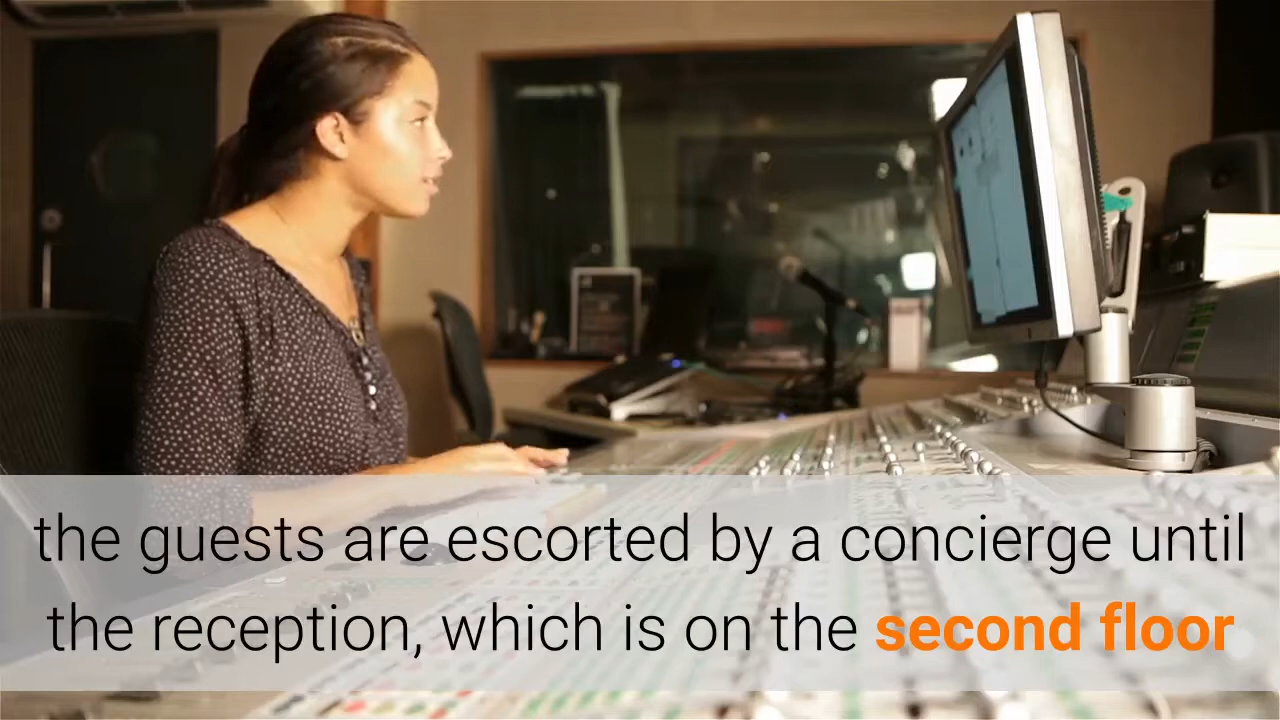 the guests are escorted by a concierge until
the reception, which is on the second floor